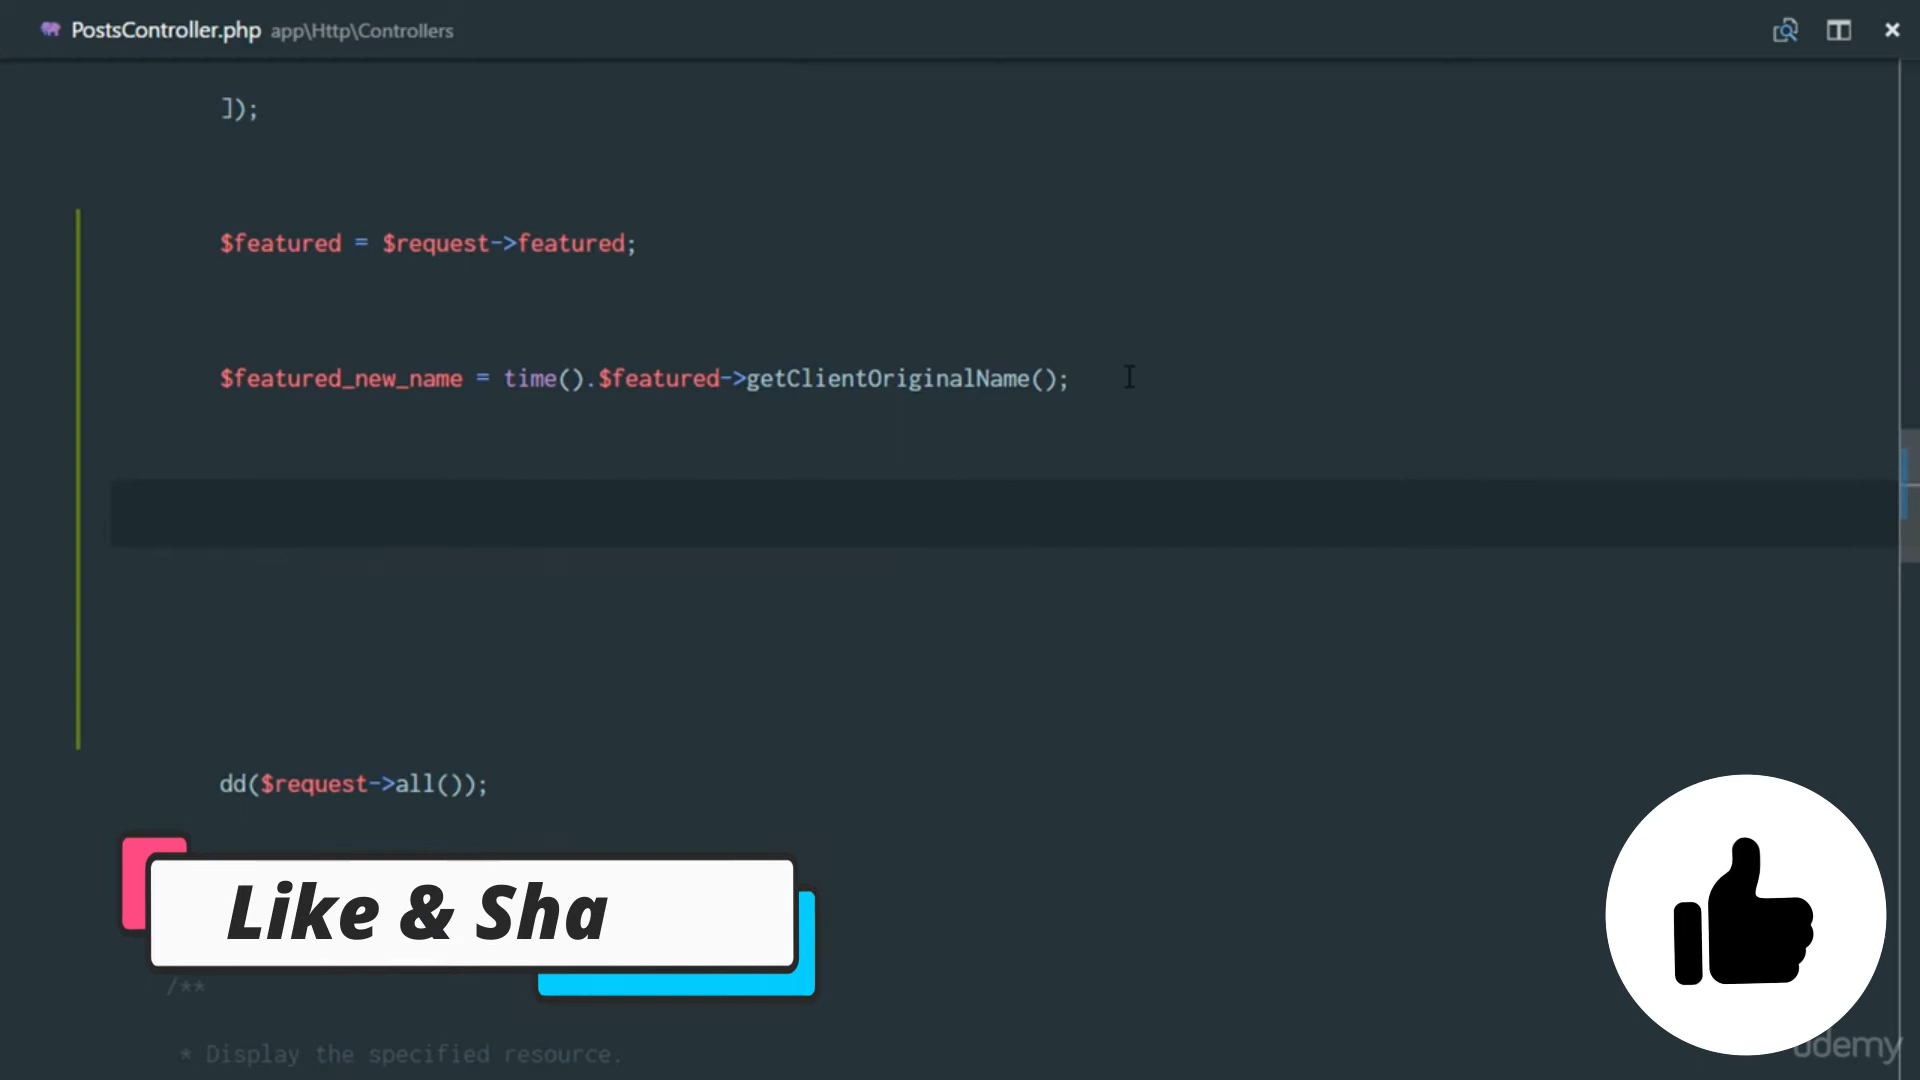 PostsController.php app\Http\Controllers
]);
$featured = $request->featured;
$featured_new_name = time().$featured->getClientOriginalName();
dd($request->all());
Like & Sha
/**
* Display the specified resource.
udemy